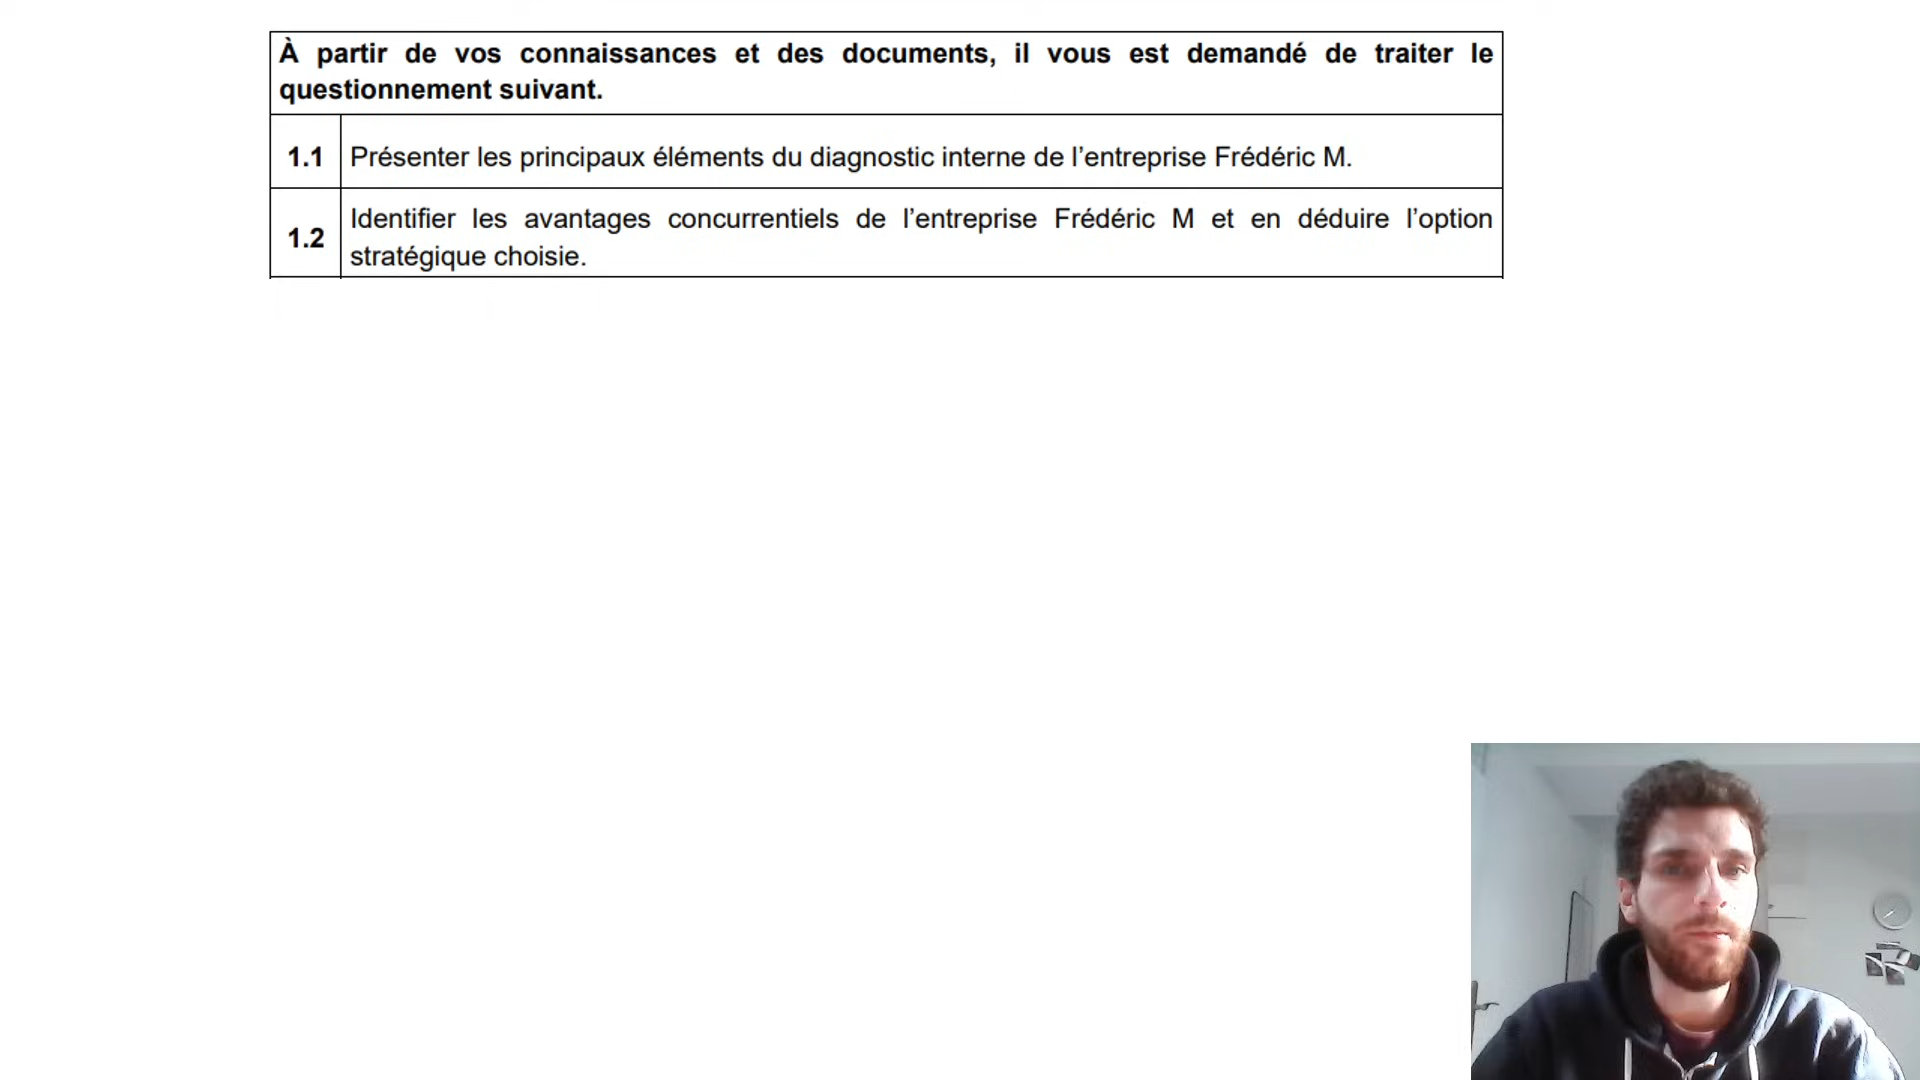 À partir de vos connaissances et des documents, il vous est demandé de traiter le
questionnement suivant.
1.1 Présenter les principaux éléments du diagnostic interne de l’entreprise Frédéric M.
1.2 Identifier les avantages concurrentiels de l’entreprise Frédéric M et en déduire l’option
stratégique choisie.